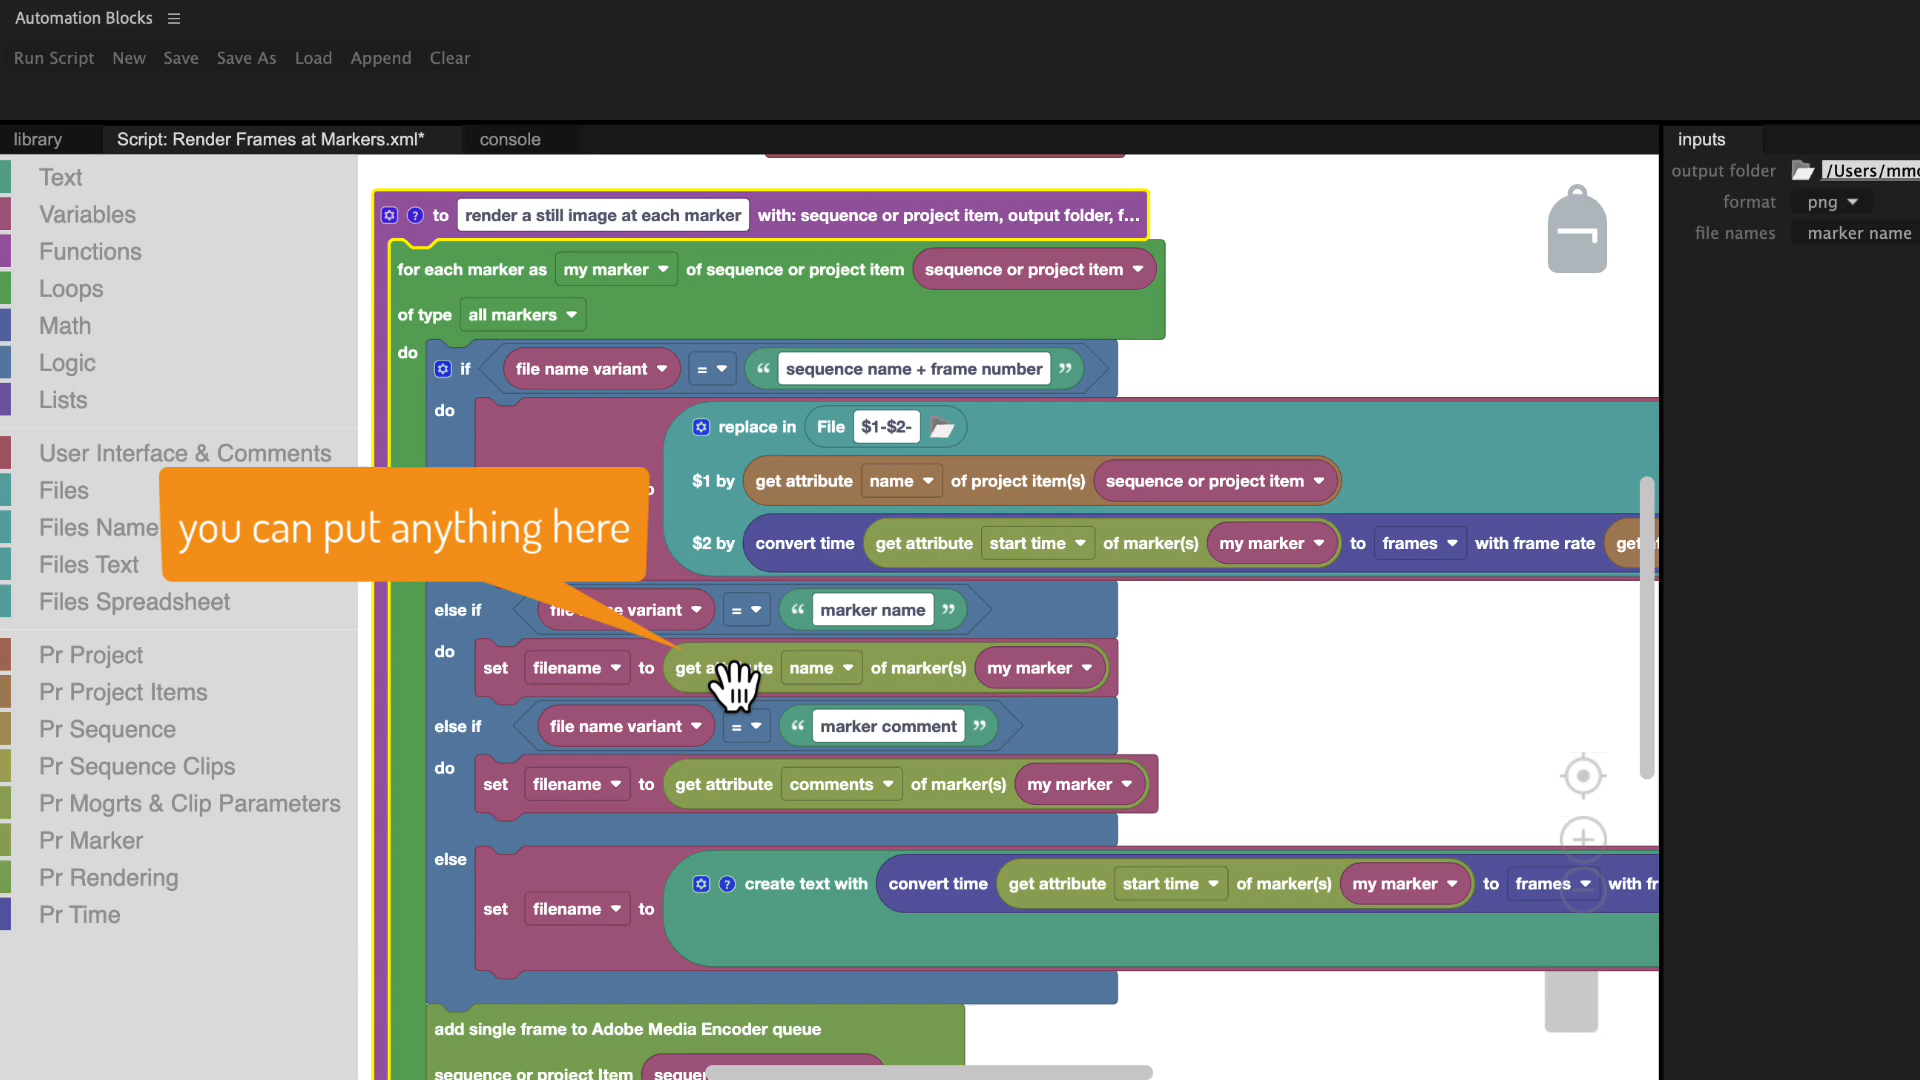 Automation Blocks
Run Script New Save Save As Load Append Clear
library Script: Render Frames at Markers.xml* console
inputs
output folder /Users/mmo
format png
file names marker name
Text
Variables
Functions
Loops
Math
Logic
Lists
User Interface & Comments
Files
Files Name
Files Text
Files Spreadsheet
Pr Project
Pr Project Items
Pr Sequence
Pr Sequence Clips
Pr Mogrts & Clip Parameters
Pr Marker
Pr Rendering
Pr Time
you can put anything here
? to render a still image at each marker with: sequence or project item, output folder, f...
for each marker as my marker of sequence or project item sequence or project item
of type all markers
do if file name variant = “ sequence name + frame number ”
do
replace in File $1-$2-
$1 by get attribute name of project item(s) sequence or project item
$2 by convert time get attribute start time of marker(s) my marker to frames with frame rate
else if variant = “ marker name ”
do set filename to get name of marker(s) my marker
else if file name variant = “ marker comment ”
do set filename to get attribute comments of marker(s) my marker
else
set filename to ? create text with convert time get attribute start time of marker(s) my marker to frames with fr
add single frame to Adobe Media Encoder queue
sequence or project Item